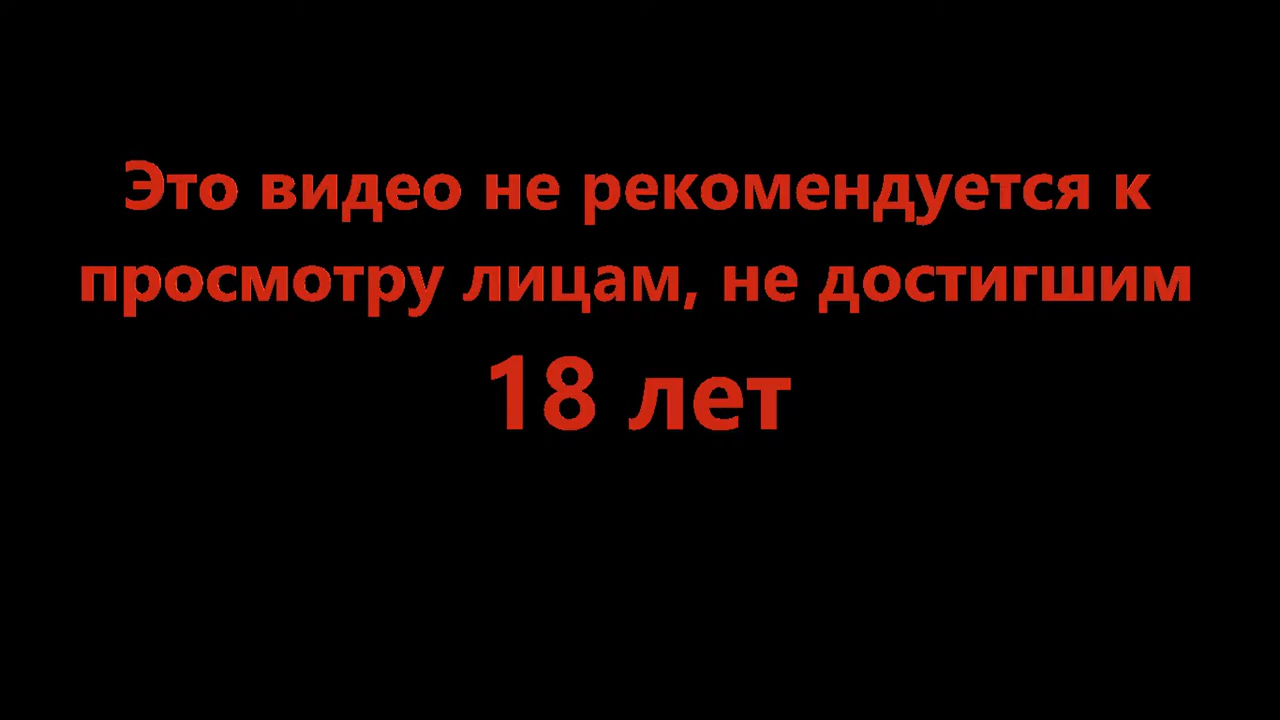 Это видео не рекомендуется к
просмотру лицам, не достигшим
18 лет